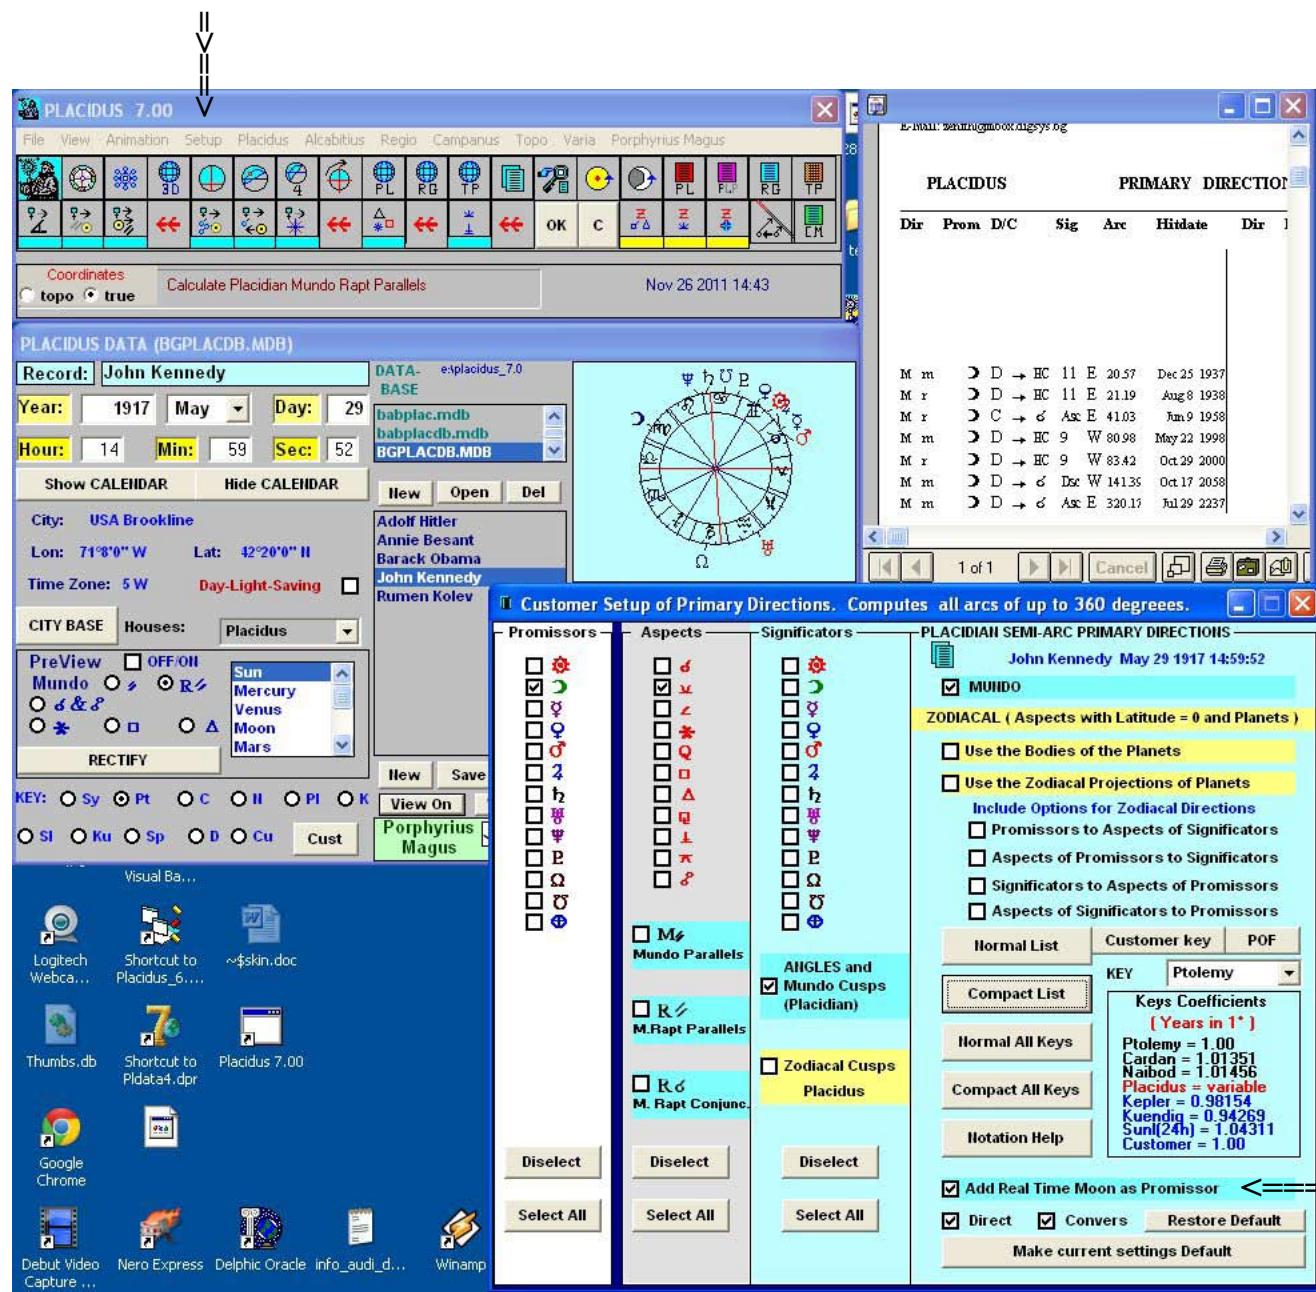 PLACIDUS 7.00
File View Animation Setup Placidus Alcabitius Regio Campanus Topo Varia Porphyrius Magus
3D 4 PL RG TP PL PLP RG TP
OK C EM
Coordinates
topo true
Calculate Placidian Mundo Rapt Parallels
Nov 26 2011 14:43
PLACIDUS DATA (BGPLACDB.MDB)
Record: John Kennedy
Year: 1917 May Day: 29
Hour: 14 Min: 59 Sec: 52
Show CALENDAR Hide CALENDAR
City: USA Brookline
Lon: 71°8'0" W Lat: 42°20'0" N
Time Zone: 5 W Day-Light-Saving
CITY BASE Houses: Placidus
PreView OFF/ON
Mundo R
RECTIFY
Sun
Mercury
Venus
Moon
Mars
KEY: Sy Pt C N Pl K
Sl Ku Sp D Cu Cust
DATA-BASE e:\placidus_7.0
babplac.mdb
babplacdb.mdb
BGPLACDB.MDB
New Open Del
Adolf Hitler
Annie Besant
Barack Obama
John Kennedy
Rumen Kolev
New Save
View On
Porphyrius
Magus
PLACIDUS PRIMARY DIRECTION
Dir Prom D/C Sig Arc Hitdate Dir
M m ☽ D → HC 11 E 20.57 Dec 25 1937
M r ☽ D → HC 11 E 21.19 Aug 8 1938
M r ☽ C → ☌ Asc E 41.03 Jun 9 1958
M m ☽ D → HC 9 W 80.98 May 22 1998
M r ☽ D → HC 9 W 83.42 Oct 29 2000
M m ☽ D → ☌ Dsc W 141.39 Oct 17 2058
M m ☽ D → ☌ Asc E 320.17 Jul 29 2237
1 of 1 Cancel
Customer Setup of Primary Directions. Computes all arcs of up to 360 degreees.
Promissors
Diselect
Select All
Aspects
Q
M
Mundo Parallels
R
M.Rapt Parallels
R☌
M. Rapt Conjunc.
Diselect
Select All
Significators
ANGLES and
Mundo Cusps
(Placidian)
Zodiacal Cusps
Placidus
Diselect
Select All
PLACIDIAN SEMI-ARC PRIMARY DIRECTIONS
John Kennedy May 29 1917 14:59:52
MUNDO
ZODIACAL ( Aspects with Latitude = 0 and Planets )
Use the Bodies of the Planets
Use the Zodiacal Projections of Planets
Include Options for Zodiacal Directions
Promissors to Aspects of Significators
Aspects of Promissors to Significators
Significators to Aspects of Promissors
Aspects of Significators to Promissors
Normal List Customer key POF
KEY Ptolemy
Compact List
Normal All Keys
Compact All Keys
Notation Help
Keys Coefficients
( Years in 1° )
Ptolemy = 1.00
Cardan = 1.01351
Naibod = 1.01456
Placidus = variable
Kepler = 0.98154
Kuendig = 0.94269
Sunl(24h) = 1.04311
Customer = 1.00
Add Real Time Moon as Promissor <===
Direct Convers Restore Default
Make current settings Default
Visual Ba...
Logitech
Webca...
Shortcut to
Placidus_6....
~$skin.doc
Thumbs.db
Shortcut to
Pldata4.dpr
Placidus 7.00
Google
Chrome
Debut Video
Capture ...
Nero Express
Delphic Oracle
info_audi_d...
Winamp